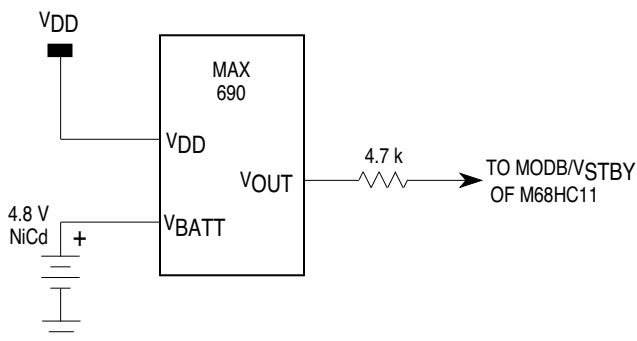 VDD
MAX
690
VDD
4.7 k
VOUT
TO MODB/VSTBY
OF M68HC11
4.8 V
NiCd
+
VBATT